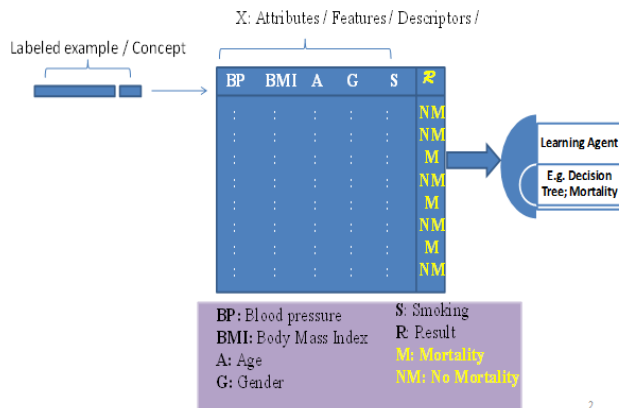 X: Attributes / Features / Descriptors /
Labeled example / Concept
BP BMI A G S R
: : : : : NM
: : : : : NM
: : : : : M
: : : : : NM
: : : : : M
: : : : : NM
: : : : : M
: : : : : NM
Learning Agent
E.g. Decision
Tree; Mortality
BP: Blood pressure
BMI: Body Mass Index
A: Age
G: Gender
S: Smoking
R: Result
M: Mortality
NM: No Mortality
2